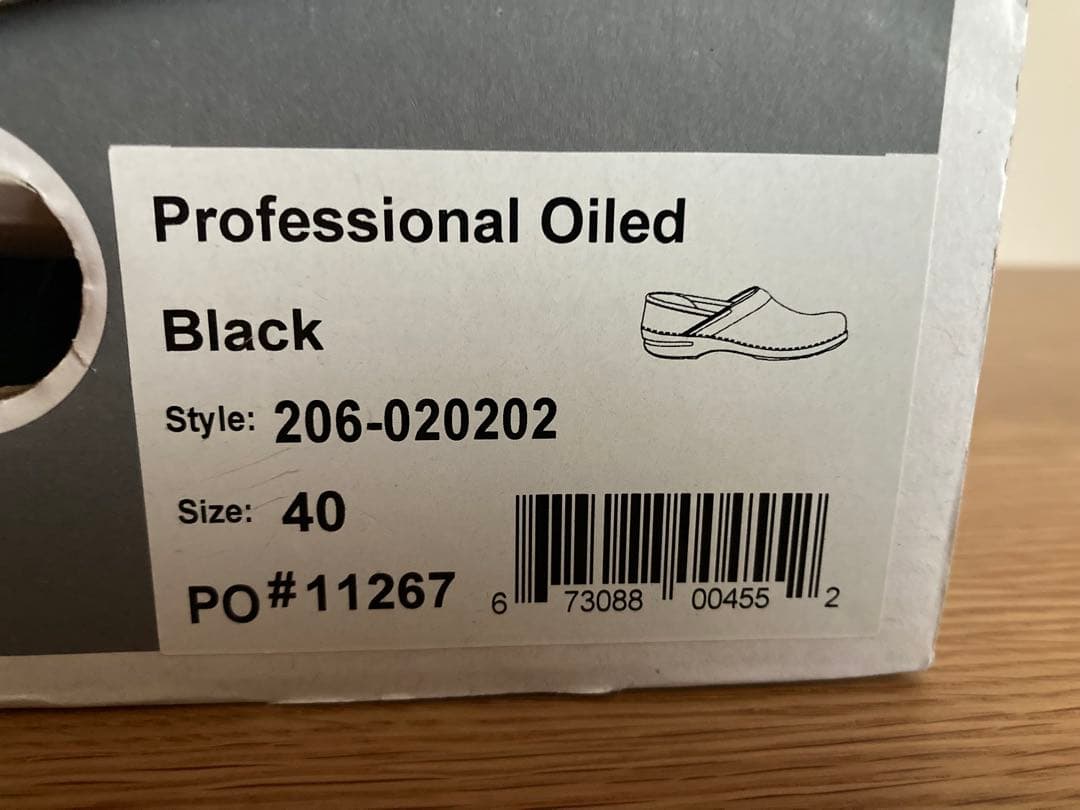 Professional Oiled
Black
Style: 206-020202
Size: 40
PO#11267
6 73088 00455 2